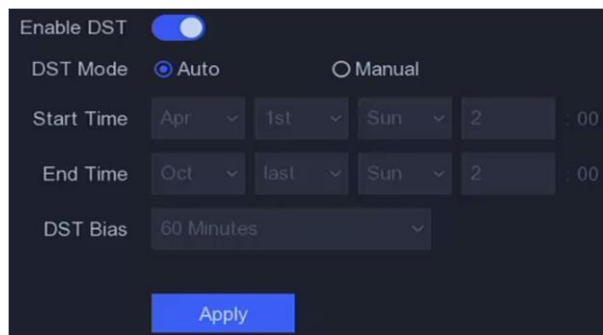 Enable DST
DST Mode Auto Manual
Start Time Apr 1st Sun 2 : 00
End Time Oct last Sun 2 : 00
DST Bias 60 Minutes
Apply